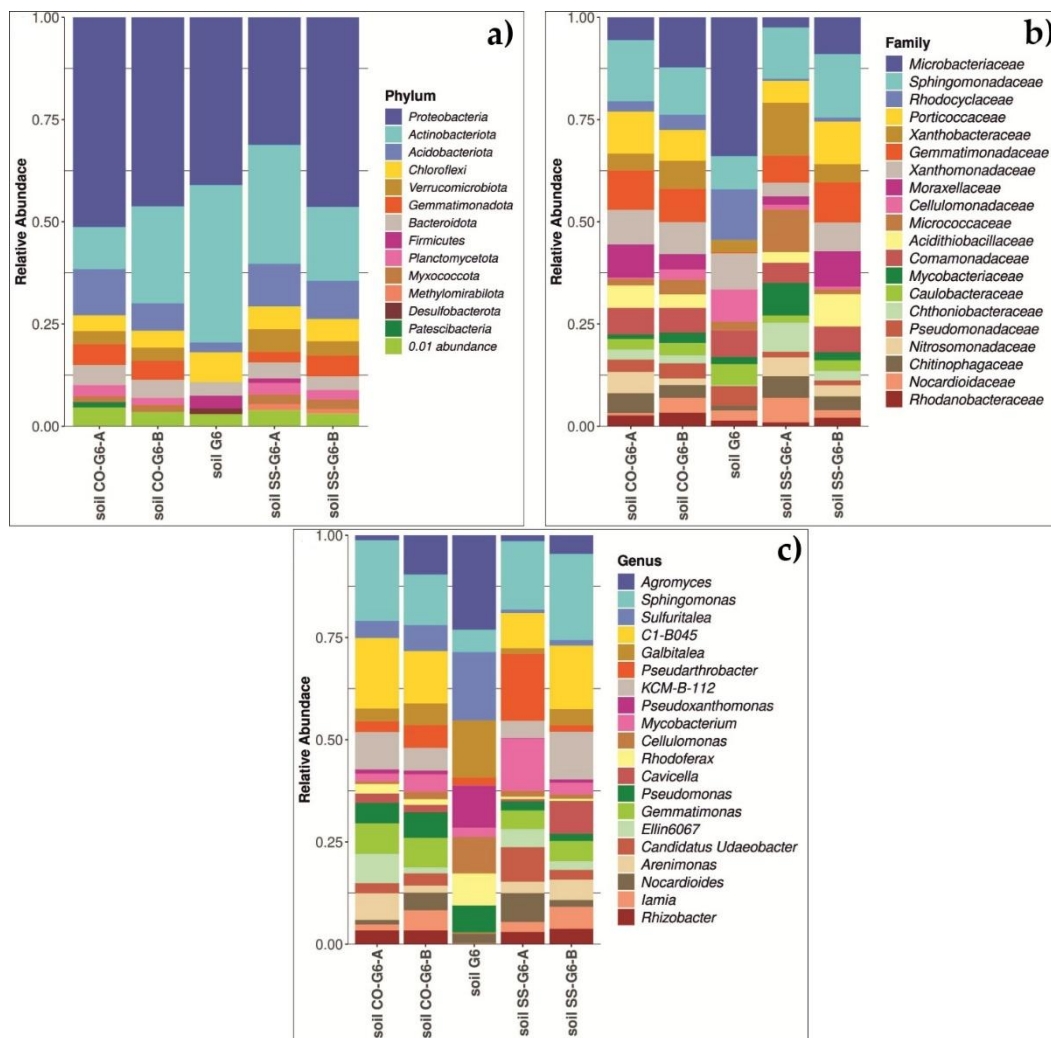 a)
Relative Abundace
1.00
0.75
0.50
0.25
0.00
soil CO-G6-A
soil CO-G6-B
soil G6
soil SS-G6-A
soil SS-G6-B
Phylum
Proteobacteria
Actinobacteriota
Acidobacteriota
Chloroflexi
Verrucomicrobiota
Gemmatimonadota
Bacteroidota
Firmicutes
Planctomycetota
Myxococcota
Methylomirabilota
Desulfobacterota
Patescibacteria
0.01 abundance
b)
Relative Abundace
1.00
0.75
0.50
0.25
0.00
soil CO-G6-A
soil CO-G6-B
soil G6
soil SS-G6-A
soil SS-G6-B
Family
Microbacteriaceae
Sphingomonadaceae
Rhodocyclaceae
Porticoccaceae
Xanthobacteraceae
Gemmatimonadaceae
Xanthomonadaceae
Moraxellaceae
Cellulomonadaceae
Micrococcaceae
Acidithiobacillaceae
Comamonadaceae
Mycobacteriaceae
Caulobacteraceae
Chthoniobacteraceae
Pseudomonadaceae
Nitrosomonadaceae
Chitinophagaceae
Nocardioidaceae
Rhodanobacteraceae
c)
Relative Abundace
1.00
0.75
0.50
0.25
0.00
soil CO-G6-A
soil CO-G6-B
soil G6
soil SS-G6-A
soil SS-G6-B
Genus
Agromyces
Sphingomonas
Sulfuritalea
C1-B045
Galbitalea
Pseudarthrobacter
KCM-B-112
Pseudoxanthomonas
Mycobacterium
Cellulomonas
Rhodoferax
Cavicella
Pseudomonas
Gemmatimonas
Ellin6067
Candidatus Udaeobacter
Arenimonas
Nocardioides
Iamia
Rhizobacter